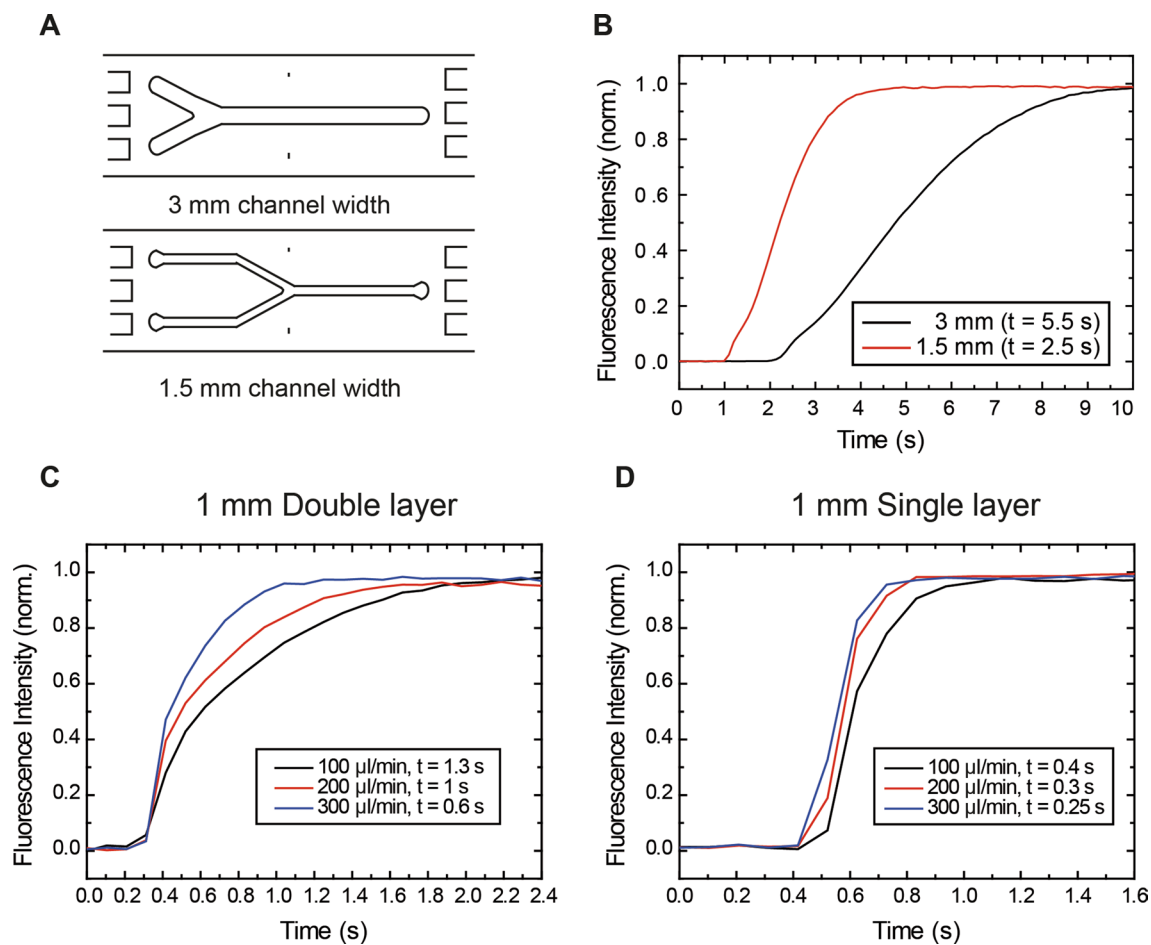 A
3 mm channel width
1.5 mm channel width
B
Fluorescence Intensity (norm.)
1.0
0.8
0.6
0.4
0.2
0.0
3 mm (t = 5.5 s)
1.5 mm (t = 2.5 s)
0 1 2 3 4 5 6 7 8 9 10
Time (s)
C
1 mm Double layer
Fluorescence Intensity (norm.)
1.0
0.8
0.6
0.4
0.2
0.0
100 µl/min, t = 1.3 s
200 µl/min, t = 1 s
300 µl/min, t = 0.6 s
0.0 0.2 0.4 0.6 0.8 1.0 1.2 1.4 1.6 1.8 2.0 2.2 2.4
Time (s)
D
1 mm Single layer
Fluorescence Intensity (norm.)
1.0
0.8
0.6
0.4
0.2
0.0
100 µl/min, t = 0.4 s
200 µl/min, t = 0.3 s
300 µl/min, t = 0.25 s
0.0 0.2 0.4 0.6 0.8 1.0 1.2 1.4 1.6
Time (s)